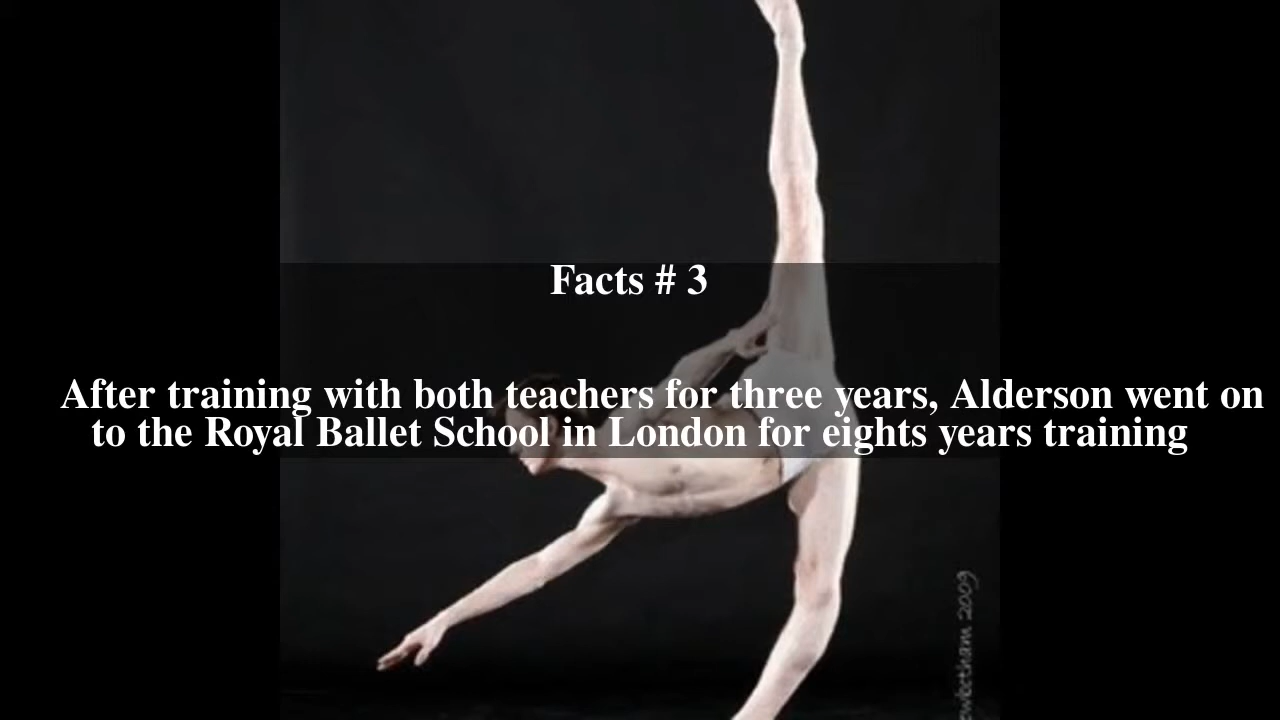 Facts # 3
After training with both teachers for three years, Alderson went on
to the Royal Ballet School in London for eights years training
2009